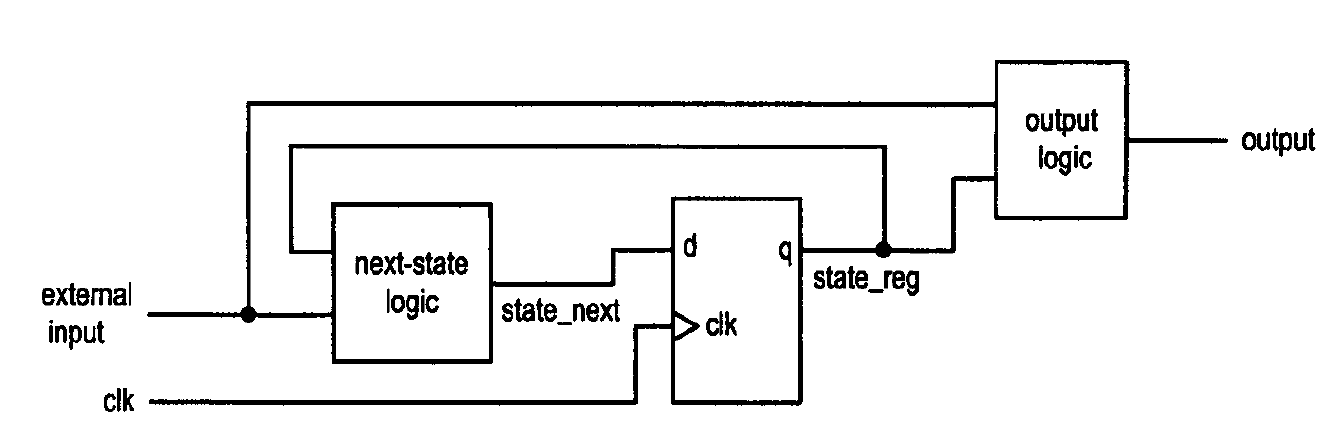 output
logic
output
next-state
logic
d
q
state_reg
external
input
state_next
clk
clk